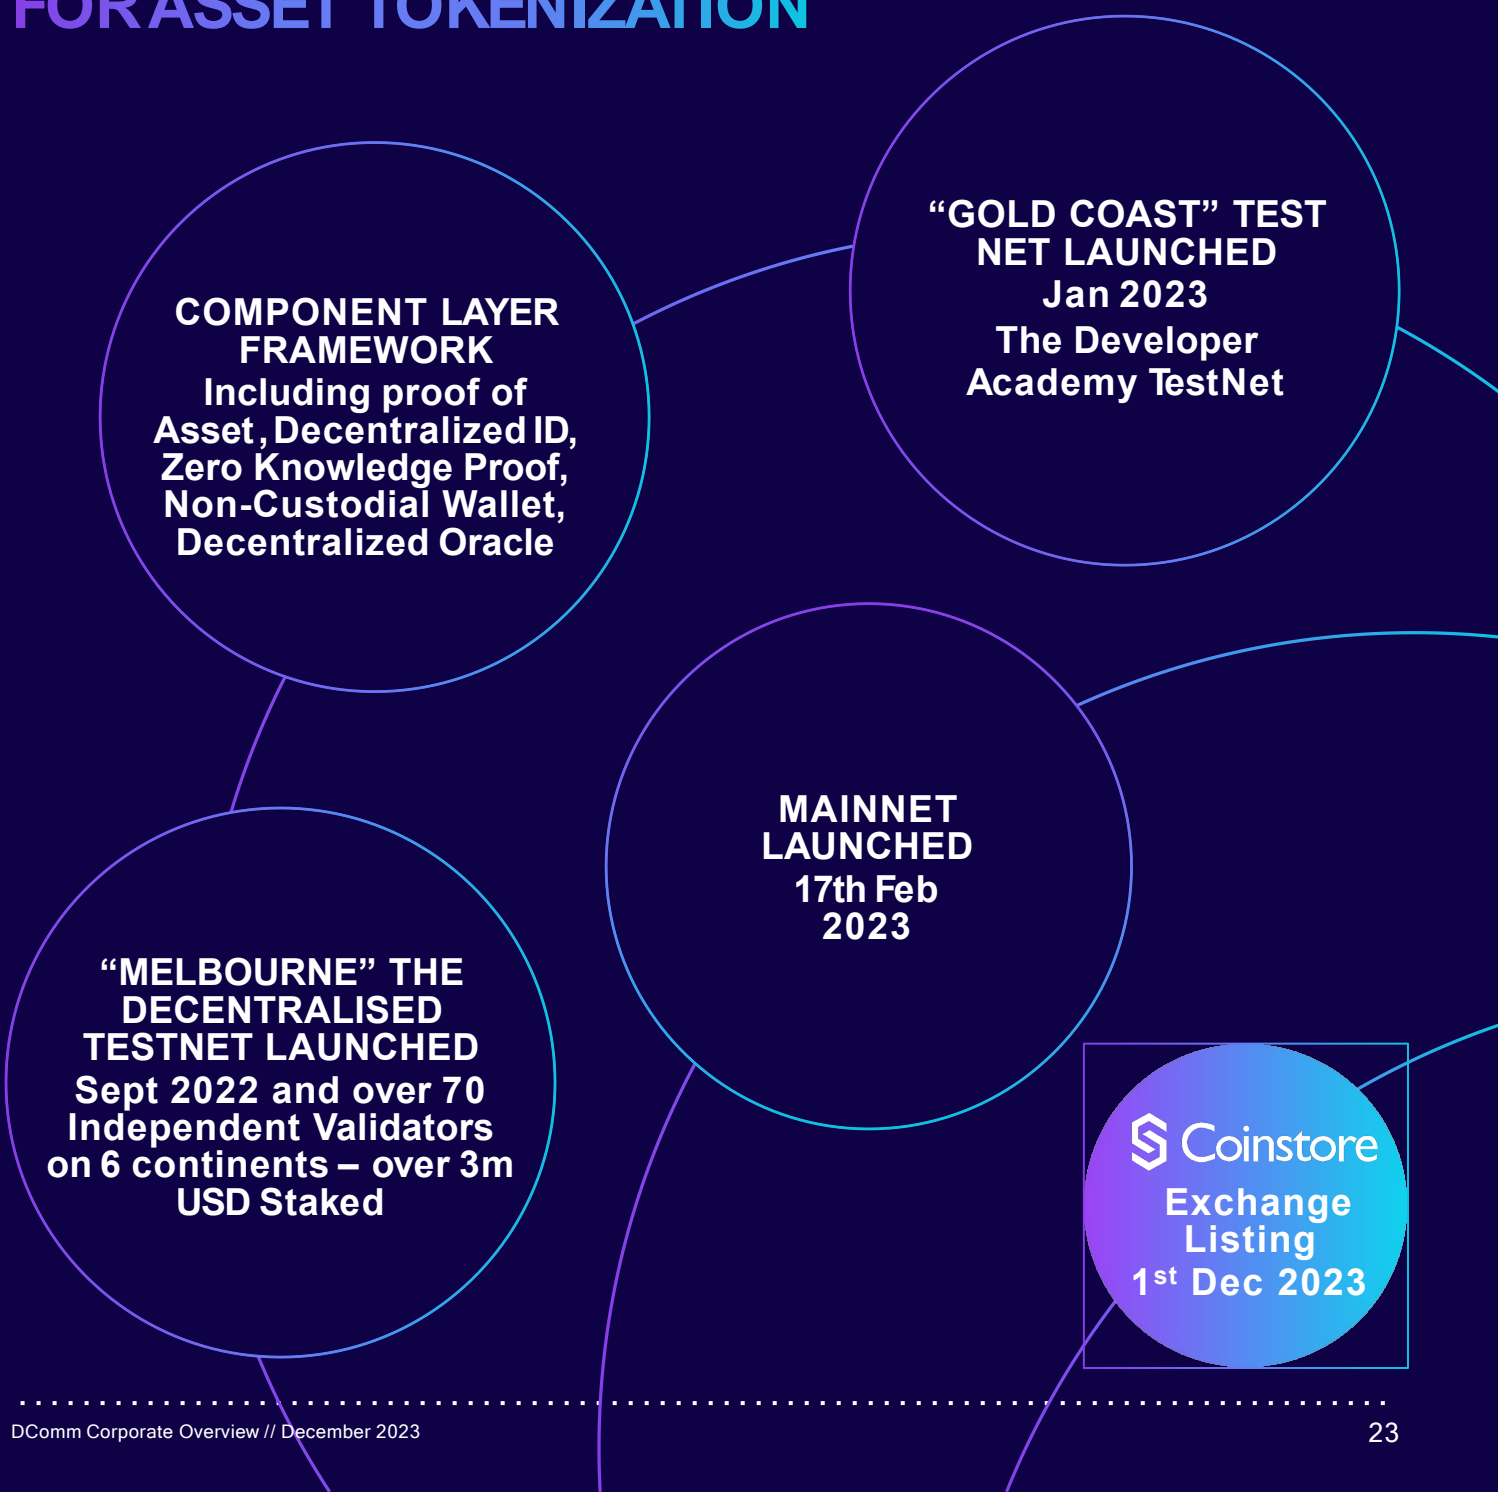 FOR ASSET TOKENIZATION
“GOLD COAST” TEST
NET LAUNCHED
Jan 2023
The Developer
Academy TestNet
COMPONENT LAYER
FRAMEWORK
Including proof of
Asset, Decentralized ID,
Zero Knowledge Proof,
Non-Custodial Wallet,
Decentralized Oracle
MAINNET
LAUNCHED
17th Feb
2023
“MELBOURNE” THE
DECENTRALISED
TESTNET LAUNCHED
Sept 2022 and over 70
Independent Validators
on 6 continents – over 3m
USD Staked
Coinstore
Exchange
Listing
1st Dec 2023
DComm Corporate Overview // December 2023
23